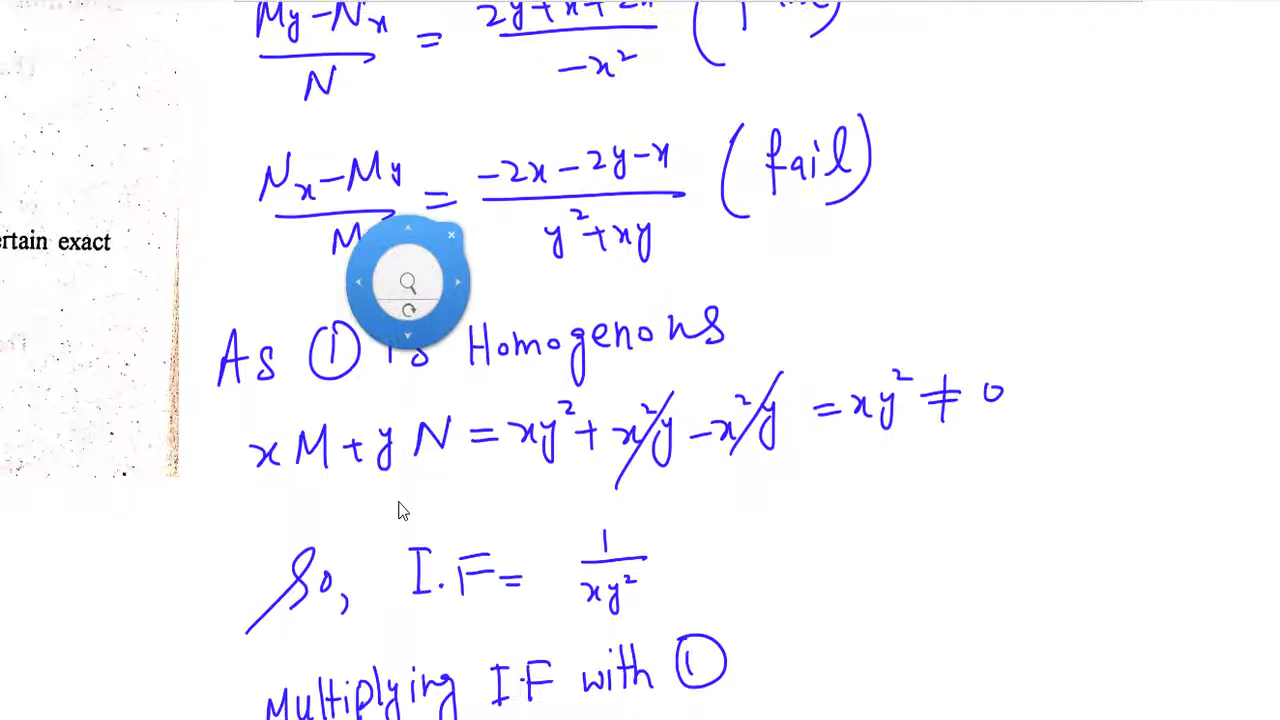 My-Nx / N = 2y+x+2x / -x² (
Nx-My / M = -2x-2y-x / y²+xy (fail)
ertain exact
As ① is Homogenous
xM+yN = xy²+x²y-x²y = xy² ≠ 0
So, I.F = 1 / xy²
Multiplying I.F with ①